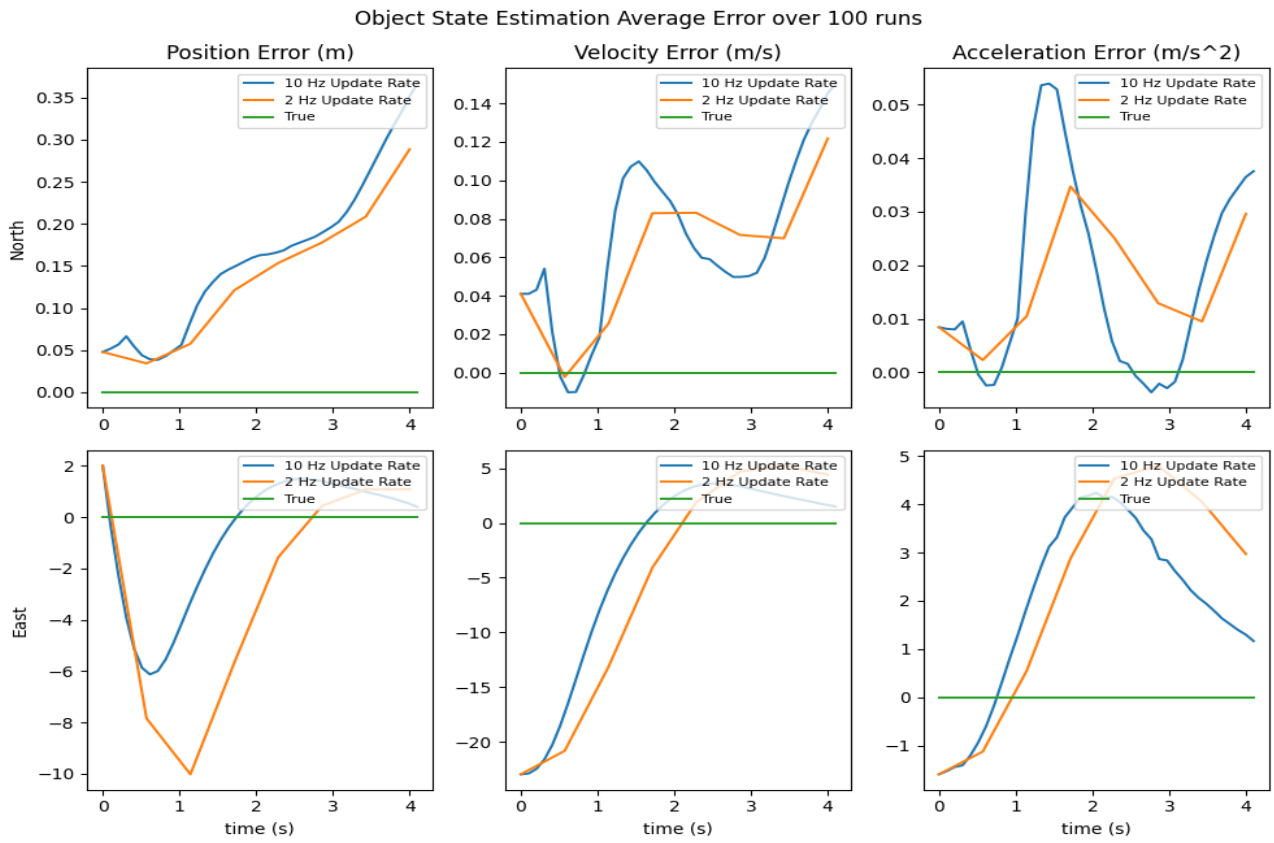 Object State Estimation Average Error over 100 runs
Position Error (m)
Velocity Error (m/s)
Acceleration Error (m/s^2)
North
0.35
0.30
0.25
0.20
0.15
0.10
0.05
0.00
0 1 2 3 4
10 Hz Update Rate
2 Hz Update Rate
True
0.14
0.12
0.10
0.08
0.06
0.04
0.02
0.00
0 1 2 3 4
10 Hz Update Rate
2 Hz Update Rate
True
0.05
0.04
0.03
0.02
0.01
0.00
0 1 2 3 4
10 Hz Update Rate
2 Hz Update Rate
True
East
2
0
−2
−4
−6
−8
−10
0 1 2 3 4
time (s)
10 Hz Update Rate
2 Hz Update Rate
True
5
0
−5
−10
−15
−20
0 1 2 3 4
time (s)
10 Hz Update Rate
2 Hz Update Rate
True
5
4
3
2
1
0
−1
0 1 2 3 4
time (s)
10 Hz Update Rate
2 Hz Update Rate
True